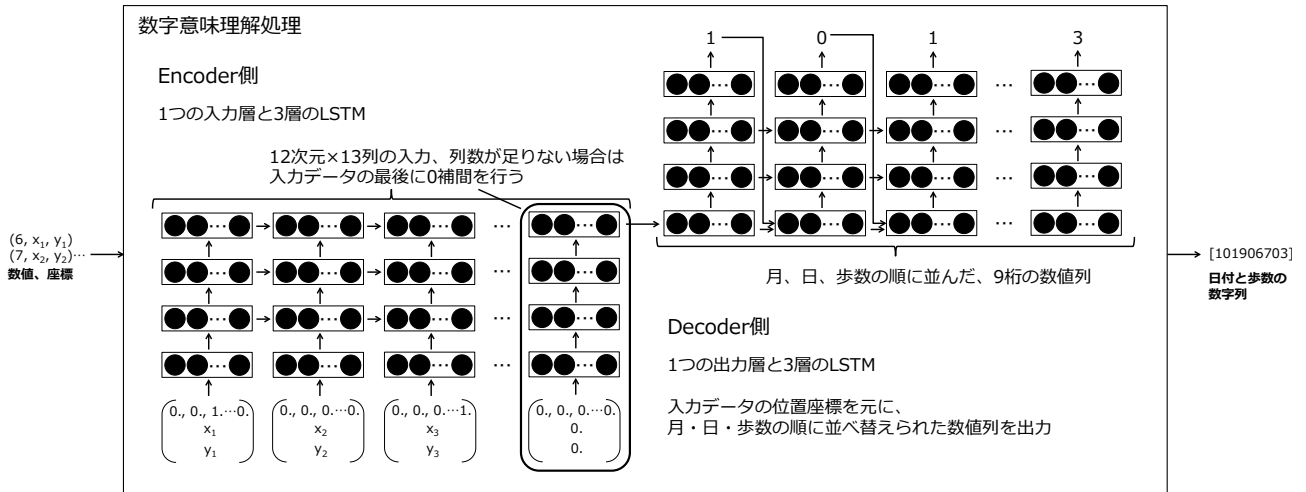 数字意味理解処理
Encoder側
1つの入力層と3層のLSTM
12次元×13列の入力、列数が足りない場合は
入力データの最後に0補間を行う
(6, x₁, y₁)
(7, x₂, y₂)…
数値、座標
… … … … …
… … … … …
… … … … …
… … … … …
0., 0., 1.…0. 0., 0., 0.…0. 0., 0., 0.…1. 0., 0., 0.…0.
x₁ x₂ x₃ 0.
y₁ y₂ y₃ 0.
1 0 1 3
… … … … …
… … … … …
… … … … …
… … … … …
月、日、歩数の順に並んだ、9桁の数値列
Decoder側
1つの出力層と3層のLSTM
入力データの位置座標を元に、
月・日・歩数の順に並べ替えられた数値列を出力
[101906703]
日付と歩数の
数字列